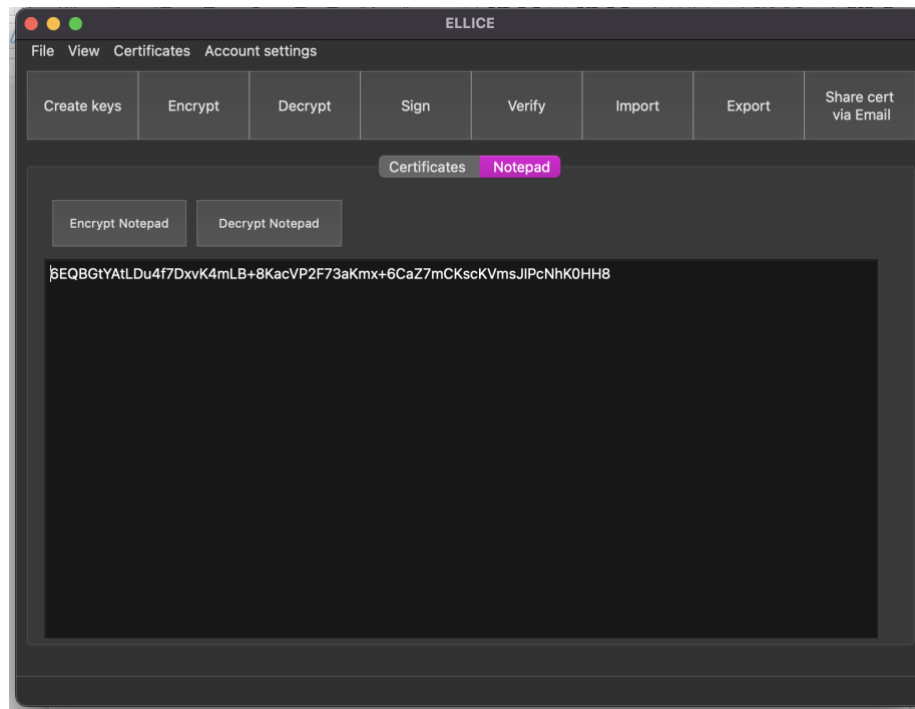 ELLICE
File View Certificates Account settings
Create keys
Encrypt
Decrypt
Sign
Verify
Import
Export
Share cert
via Email
Certificates
Notepad
Encrypt Notepad
Decrypt Notepad
6EQBGtYAtLDu4f7DxvK4mLB+8KacVP2F73aKmx+6CaZ7mCKscKVmsJIPcNhK0HH8